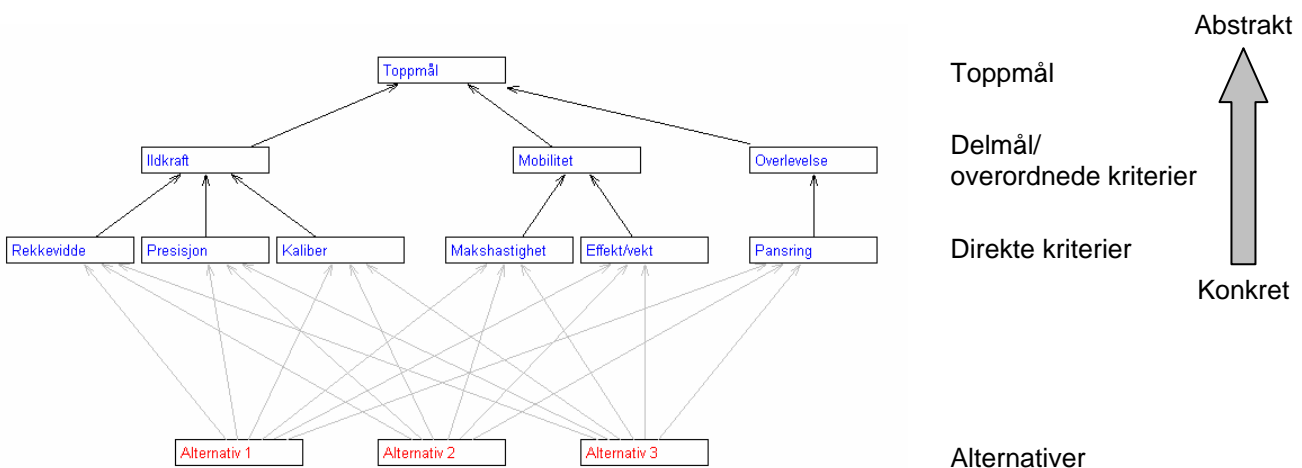 Abstrakt
Toppmål
Toppmål
Ildkraft
Mobilitet
Overlevelse
Delmål/
overordnede kriterier
Rekkevidde
Presisjon
Kaliber
Makshastighet
Effekt/vekt
Pansring
Direkte kriterier
Konkret
Alternativ 1
Alternativ 2
Alternativ 3
Alternativer